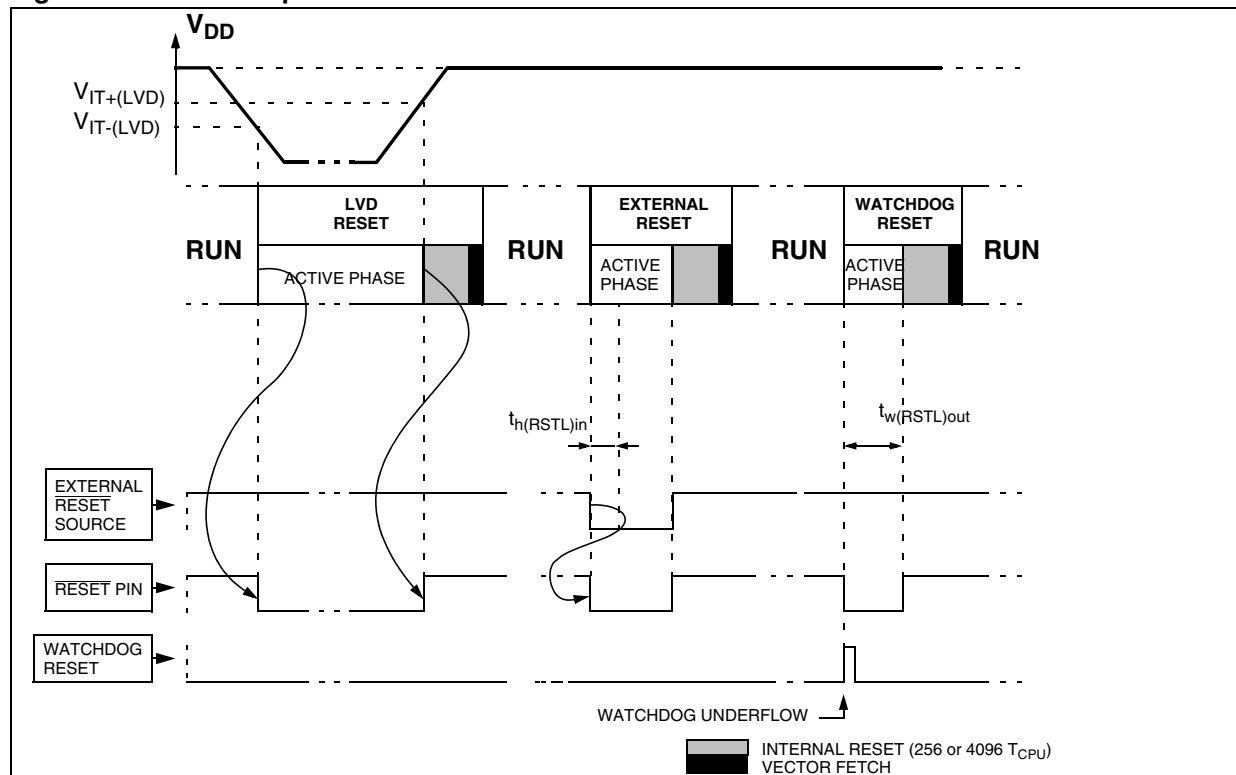 V_DD
V_IT+(LVD)
V_IT-(LVD)
LVD
RESET
EXTERNAL
RESET
WATCHDOG
RESET
RUN
RUN
RUN
RUN
ACTIVE PHASE
ACTIVE
PHASE
ACTIVE
PHASE
t_h(RSTL)in
t_w(RSTL)out
EXTERNAL
RESET
SOURCE
RESET PIN
WATCHDOG
RESET
WATCHDOG UNDERFLOW
INTERNAL RESET (256 or 4096 T_CPU)
VECTOR FETCH